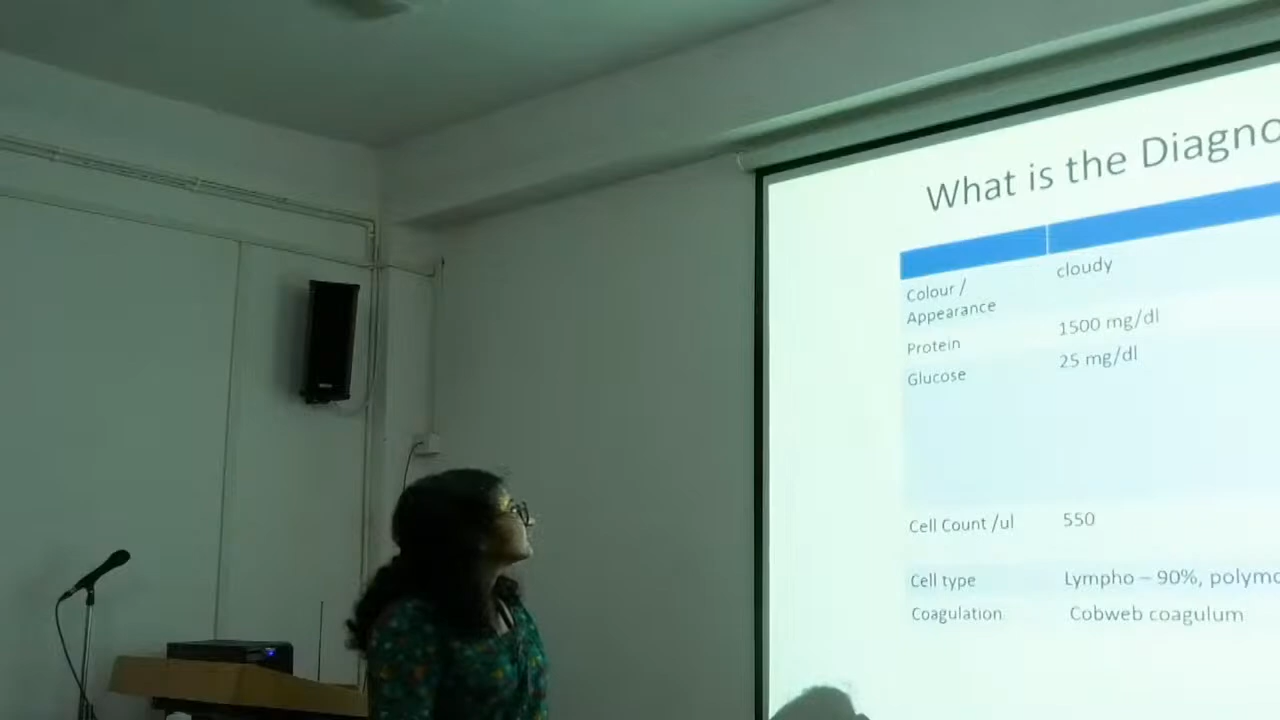 What is the Diagno
cloudy
Colour /
Appearance
Protein 1500 mg/dl
Glucose 25 mg/dl
Cell Count /ul 550
Cell type Lympho – 90%, polymo
Coagulation Cobweb coagulum